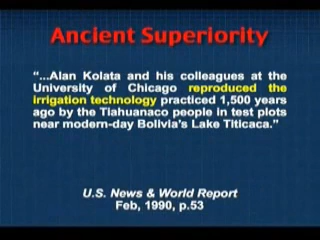 Ancient Superiority
“...Alan Kolata and his colleagues at the
University of Chicago reproduced the
irrigation technology practiced 1,500 years
ago by the Tiahuanaco people in test plots
near modern-day Bolivia's Lake Titicaca.”
U.S. News & World Report
Feb, 1990, p.53